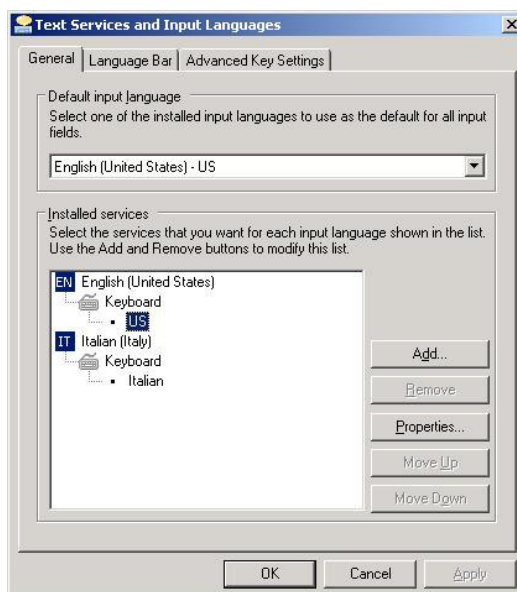 Text Services and Input Languages
General Language Bar Advanced Key Settings
Default input language
Select one of the installed input languages to use as the default for all input
fields.
English (United States) - US
Installed services
Select the services that you want for each input language shown in the list.
Use the Add and Remove buttons to modify this list.
EN English (United States)
Keyboard
US
IT Italian (Italy)
Keyboard
Italian
Add...
Remove
Properties...
Move Up
Move Down
OK Cancel Apply